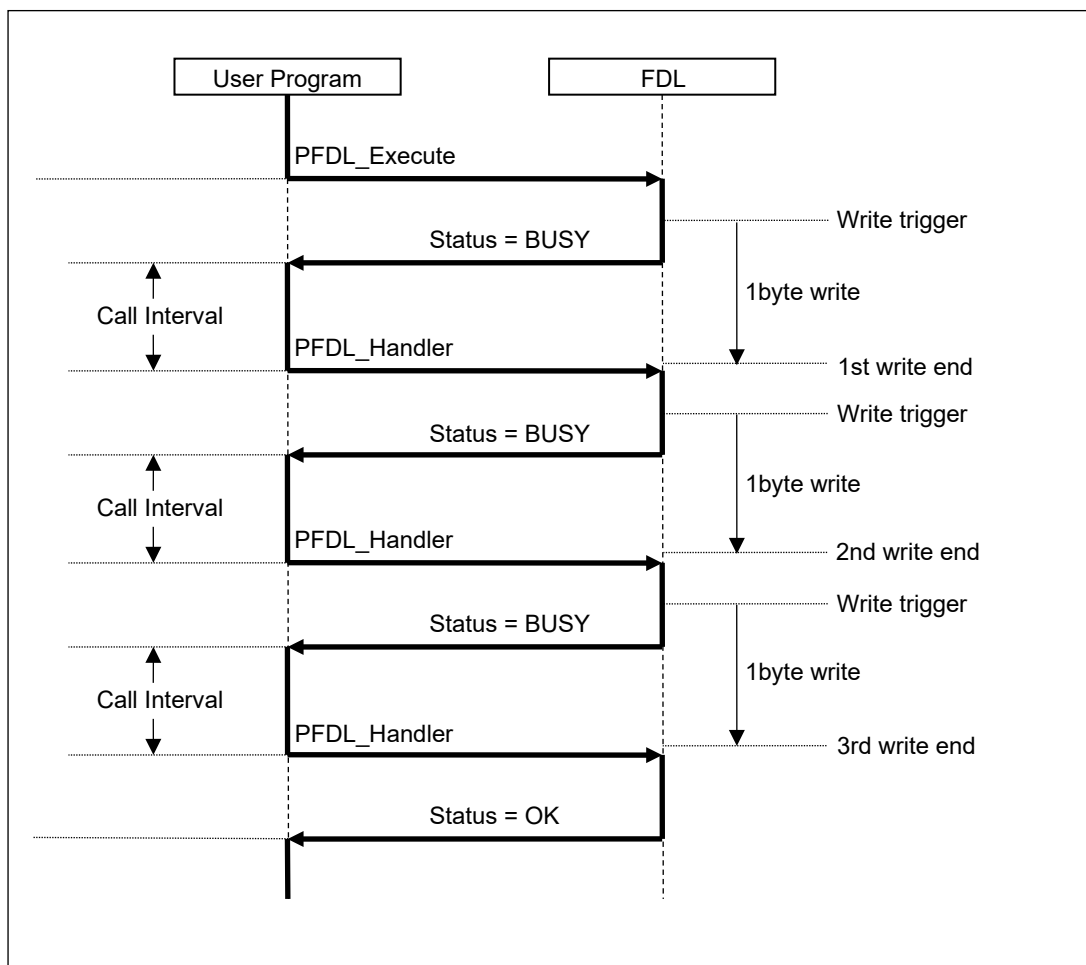 User Program
FDL
PFDL_Execute
Write trigger
Status = BUSY
1byte write
Call Interval
PFDL_Handler
1st write end
Write trigger
Status = BUSY
1byte write
Call Interval
PFDL_Handler
2nd write end
Write trigger
Status = BUSY
1byte write
Call Interval
PFDL_Handler
3rd write end
Status = OK